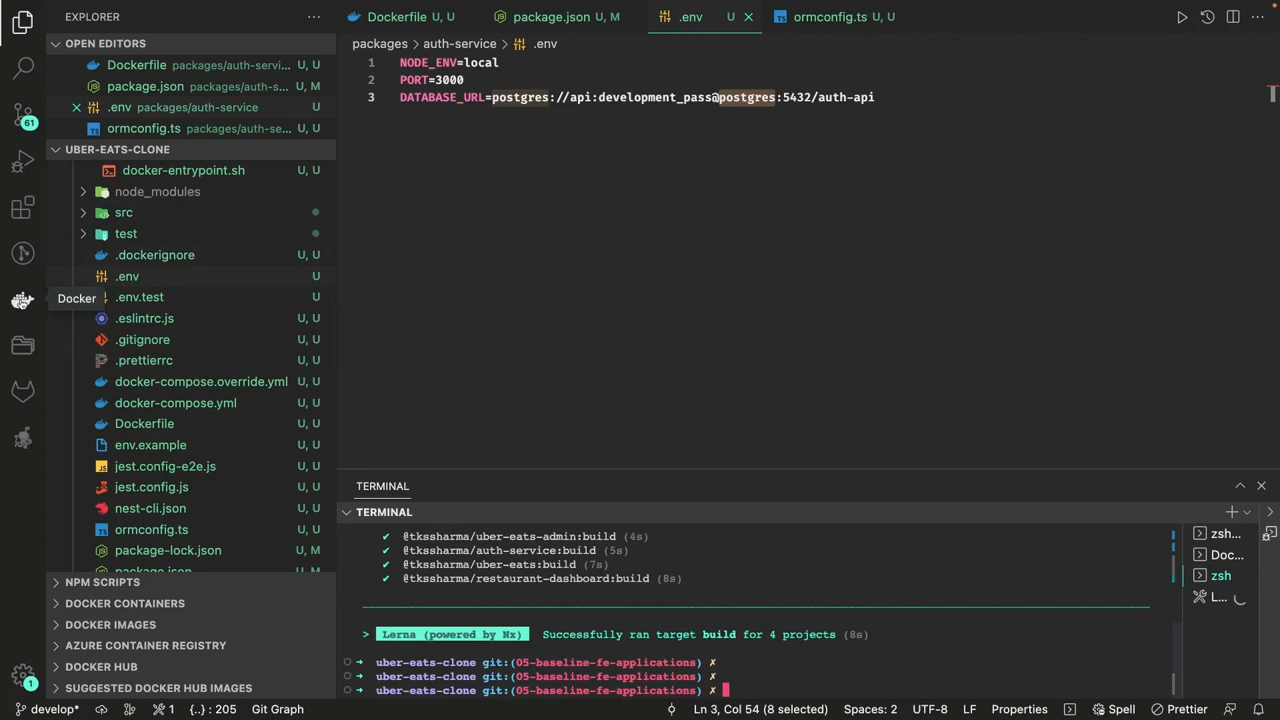 EXPLORER
Dockerfile U, U
package.json U, M
.env U
ormconfig.ts U, U
OPEN EDITORS
packages auth-service .env
Dockerfile packages/auth-servi... U, U
package.json packages/auth-s... U, M
.env packages/auth-service U
ormconfig.ts packages/auth-se... U, U
1 NODE_ENV=local
2 PORT=3000
3 DATABASE_URL=postgres://api:development_pass@postgres:5432/auth-api
61
UBER-EATS-CLONE
docker-entrypoint.sh U, U
node_modules
src
test
.dockerignore U, U
.env U
Docker
.env.test U, U
.eslintrc.js U, U
.gitignore U, U
.prettierrc U, U
docker-compose.override.yml U, U
docker-compose.yml U, U
Dockerfile U, U
env.example U, U
jest.config-e2e.js U, U
jest.config.js U, U
nest-cli.json U, U
ormconfig.ts U, U
package-lock.json U, M
package.json U, M
NPM SCRIPTS
DOCKER CONTAINERS
DOCKER IMAGES
AZURE CONTAINER REGISTRY
DOCKER HUB
SUGGESTED DOCKER HUB IMAGES
TERMINAL
TERMINAL
✔ @tkssharma/uber-eats-admin:build (4s)
✔ @tkssharma/auth-service:build (5s)
✔ @tkssharma/uber-eats:build (7s)
✔ @tkssharma/restaurant-dashboard:build (8s)
> Lerna (powered by Nx) Successfully ran target build for 4 projects (8s)
➜ uber-eats-clone git:(05-baseline-fe-applications) ✗
➜ uber-eats-clone git:(05-baseline-fe-applications) ✗
➜ uber-eats-clone git:(05-baseline-fe-applications) ✗
zsh...
Doc...
zsh
L...
1
develop* 1 {..} : 205 Git Graph
Ln 3, Col 54 (8 selected) Spaces: 2 UTF-8 LF Properties Spell Prettier